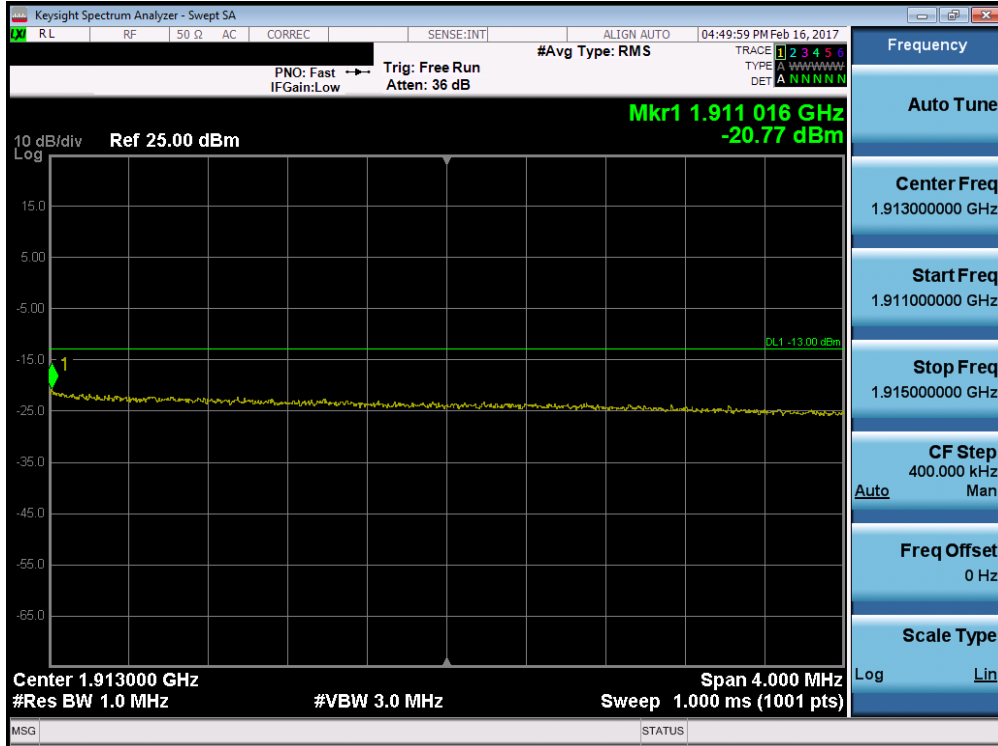 Keysight Spectrum Analyzer - Swept SA
LXI RL RF 50 Ω AC CORREC SENSE:INT ALIGN AUTO 04:49:59 PM Feb 16, 2017
#Avg Type: RMS
TRACE 1 2 3 4 5 6
TYPE A WWWWW
DET A N N N N N
PNO: Fast
IFGain:Low
Trig: Free Run
Atten: 36 dB
Mkr1 1.911 016 GHz
-20.77 dBm
10 dB/div Ref 25.00 dBm
Log
15.0
5.00
-5.00
DL1 -13.00 dBm
-15.0
1
-25.0
-35.0
-45.0
-55.0
-65.0
Center 1.913000 GHz Span 4.000 MHz
#Res BW 1.0 MHz #VBW 3.0 MHz Sweep 1.000 ms (1001 pts)
MSG STATUS
Frequency
Auto Tune
Center Freq
1.913000000 GHz
Start Freq
1.911000000 GHz
Stop Freq
1.915000000 GHz
CF Step
400.000 kHz
Auto Man
Freq Offset
0 Hz
Scale Type
Log Lin